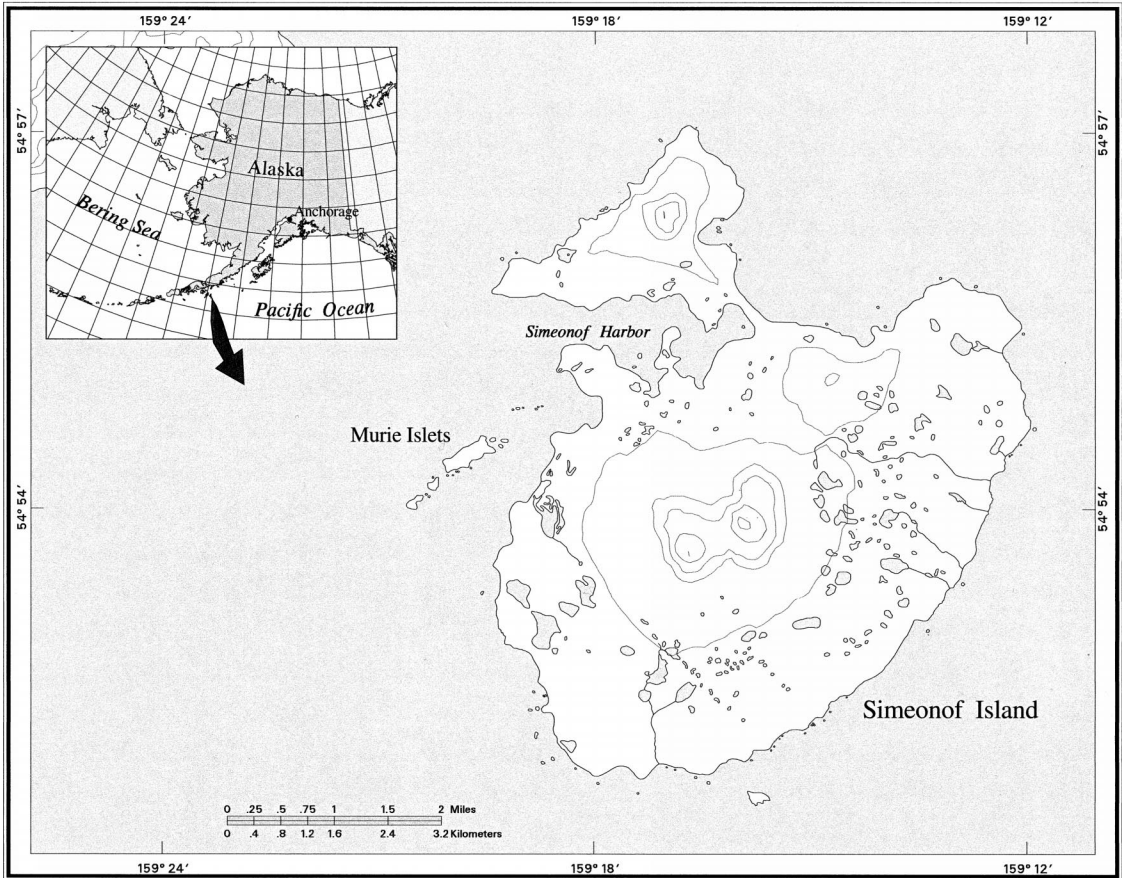 159° 24′ 159° 18′ 159° 12′
54° 57′
54° 57′
Alaska
Anchorage
Bering Sea
Pacific Ocean
Simeonof Harbor
Murie Islets
54° 54′
54° 54′
Simeonof Island
0 .25 .5 .75 1 1.5 2 Miles
0 .4 .8 1.2 1.6 2.4 3.2 Kilometers
159° 24′ 159° 18′ 159° 12′